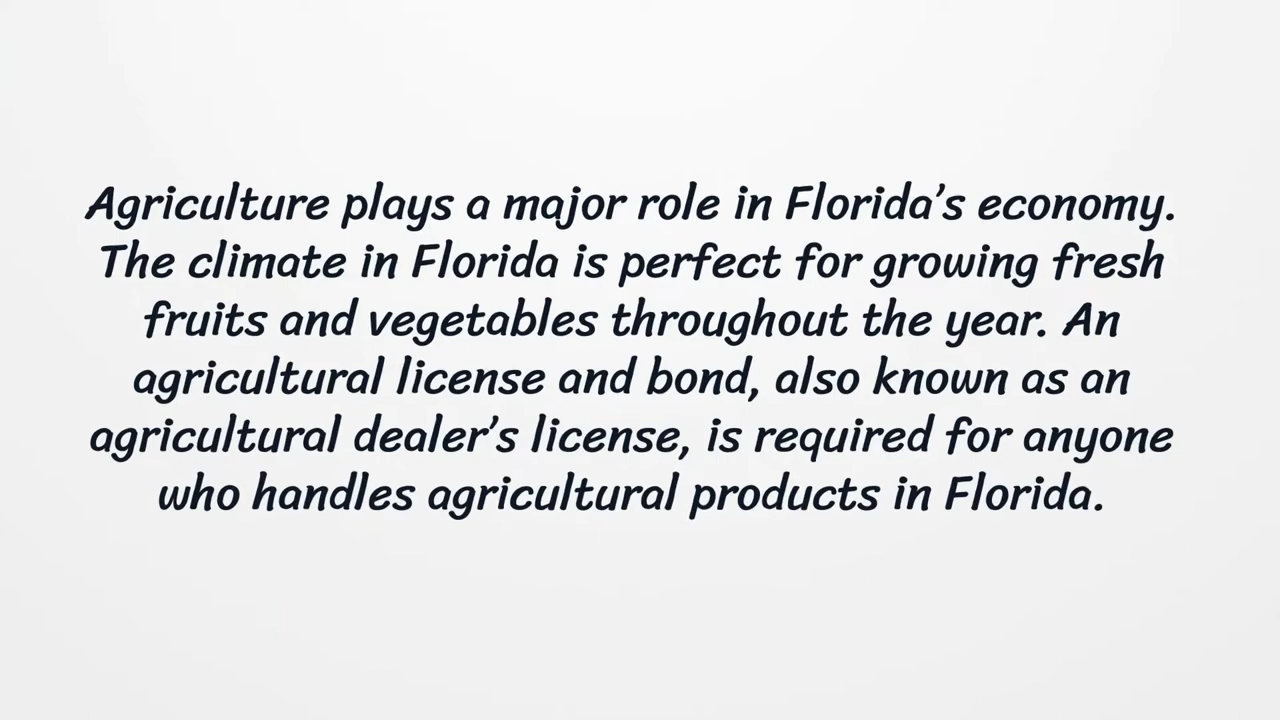 Agriculture plays a major role in Florida’s economy.
The climate in Florida is perfect for growing fresh
fruits and vegetables throughout the year. An
agricultural license and bond, also known as an
agricultural dealer’s license, is required for anyone
who handles agricultural products in Florida.